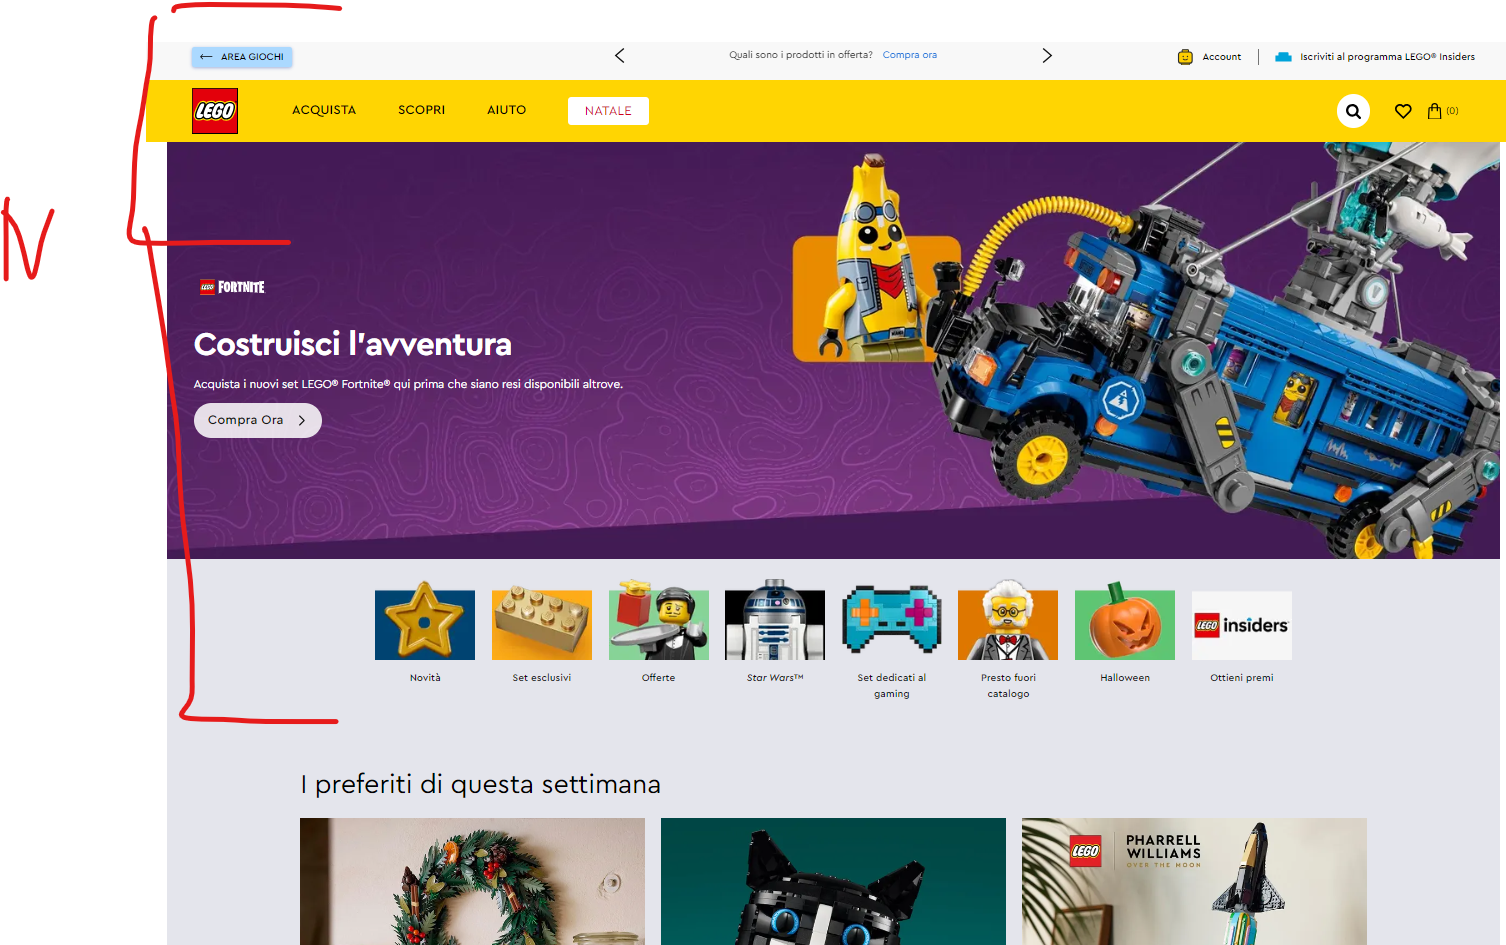 ← AREA GIOCHI
Quali sono i prodotti in offerta? Compra ora
Account
Iscriviti al programma LEGO® Insiders
LEGO
ACQUISTA
SCOPRI
AIUTO
NATALE
(0)
N
LEGO FORTNITE
Costruisci l'avventura
Acquista i nuovi set LEGO® Fortnite® qui prima che siano resi disponibili altrove.
Compra Ora
LEGO insiders
Novità
Set esclusivi
Offerte
Star Wars™
Set dedicati al
gaming
Presto fuori
catalogo
Halloween
Ottieni premi
I preferiti di questa settimana
LEGO
PHARRELL
WILLIAMS
OVER THE MOON